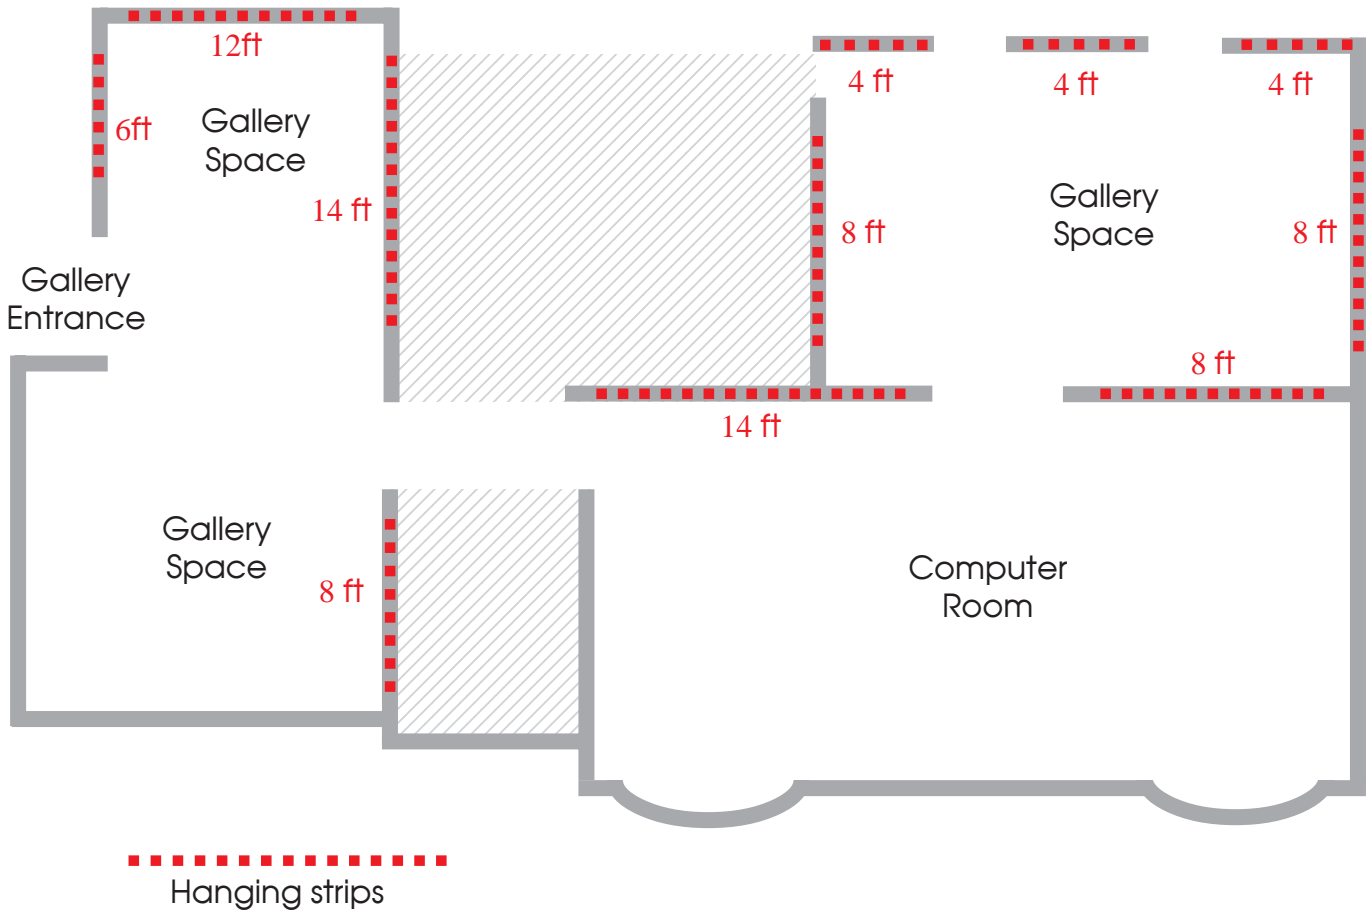 12ft
4 ft
4 ft
4 ft
6ft
Gallery
Space
14 ft
8 ft
Gallery
Space
8 ft
Gallery
Entrance
8 ft
14 ft
Gallery
Space
8 ft
Computer
Room
Hanging strips